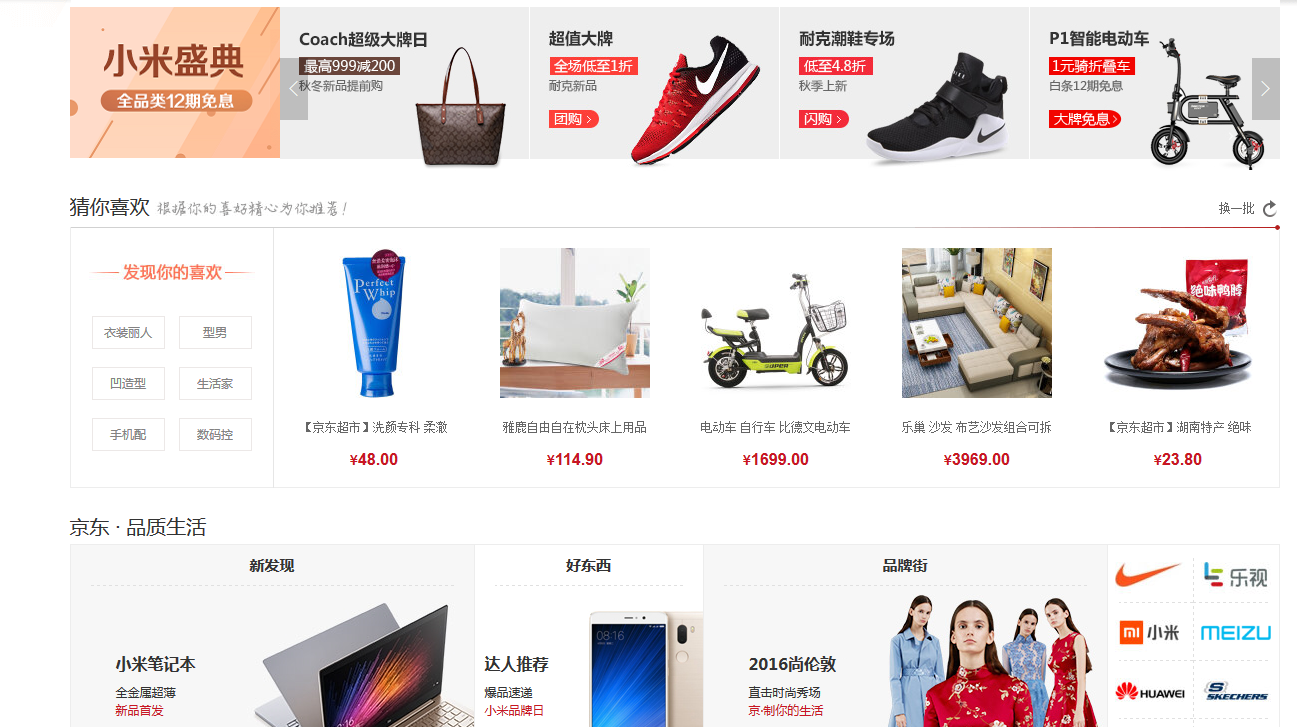 小米盛典
全品类12期免息
Coach超级大牌日
最高999减200
秋冬新品提前购
超值大牌
全场低至1折
耐克新品
团购 >
耐克潮鞋专场
低至4.8折
秋季上新
闪购 >
P1智能电动车
1元骑折叠车
白条12期免息
大牌免息 >
猜你喜欢 根据你的喜好精心为你推荐!
换一批
发现你的喜欢
衣装丽人 型男
凹造型 生活家
手机配 数码控
Perfect
Whip
SUPER
绝味鸭脖
【京东超市】洗颜专科 柔澈
¥48.00
雅鹿自由自在枕头床上用品
¥114.90
电动车 自行车 比德文电动车
¥1699.00
乐巢 沙发 布艺沙发组合可拆
¥3969.00
【京东超市】湖南特产 绝味
¥23.80
京东 · 品质生活
新发现
小米笔记本
全金属超薄
新品首发
好东西
达人推荐
爆品速递
小米品牌日
08:16
品牌街
2016尚伦敦
直击时尚秀场
京·制你的生活
乐视
mi 小米
MEIZU
HUAWEI
SKECHERS